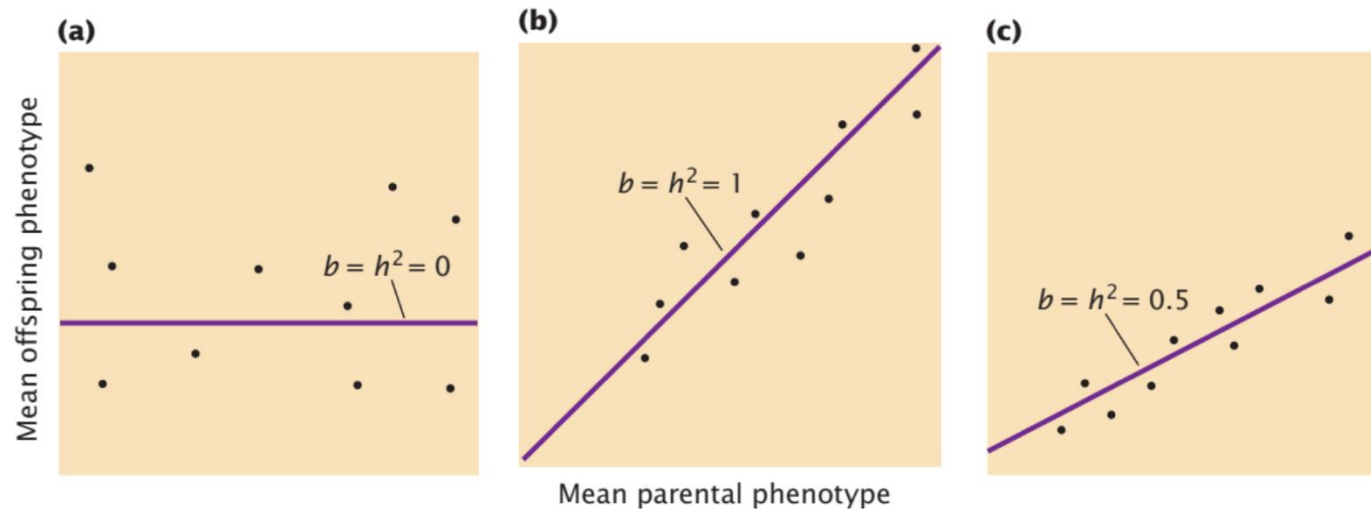 (a)
(b)
(c)
Mean offspring phenotype
b = h² = 0
b = h² = 1
b = h² = 0.5
Mean parental phenotype